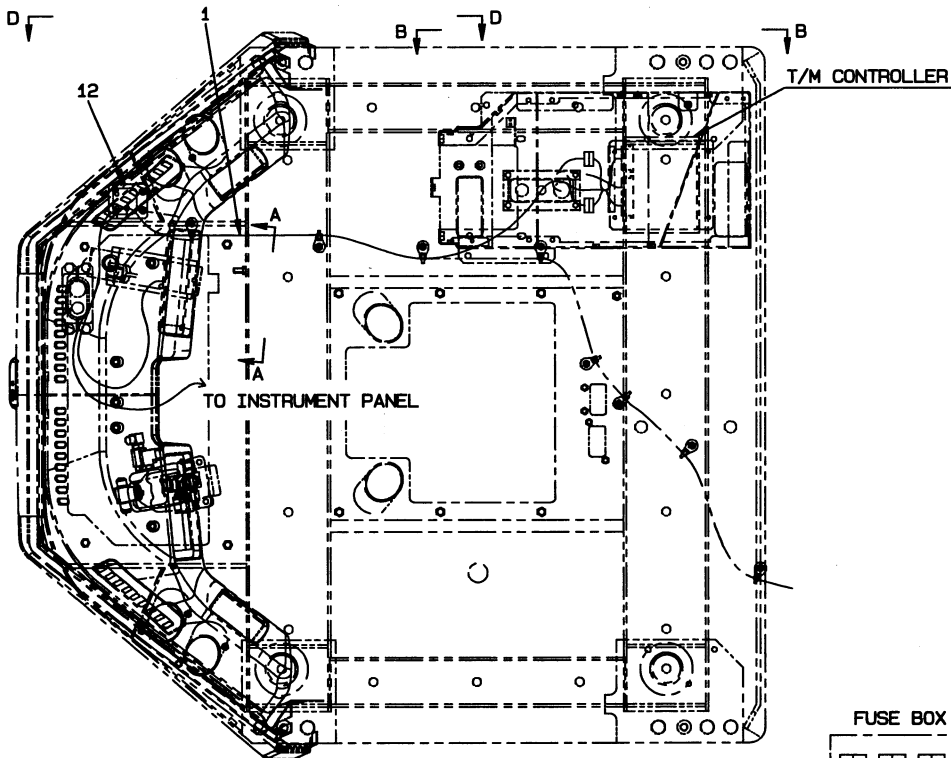 D
1
B
D
B
T/M CONTROLLER
12
A
A
TO INSTRUMENT PANEL
FUSE BOX